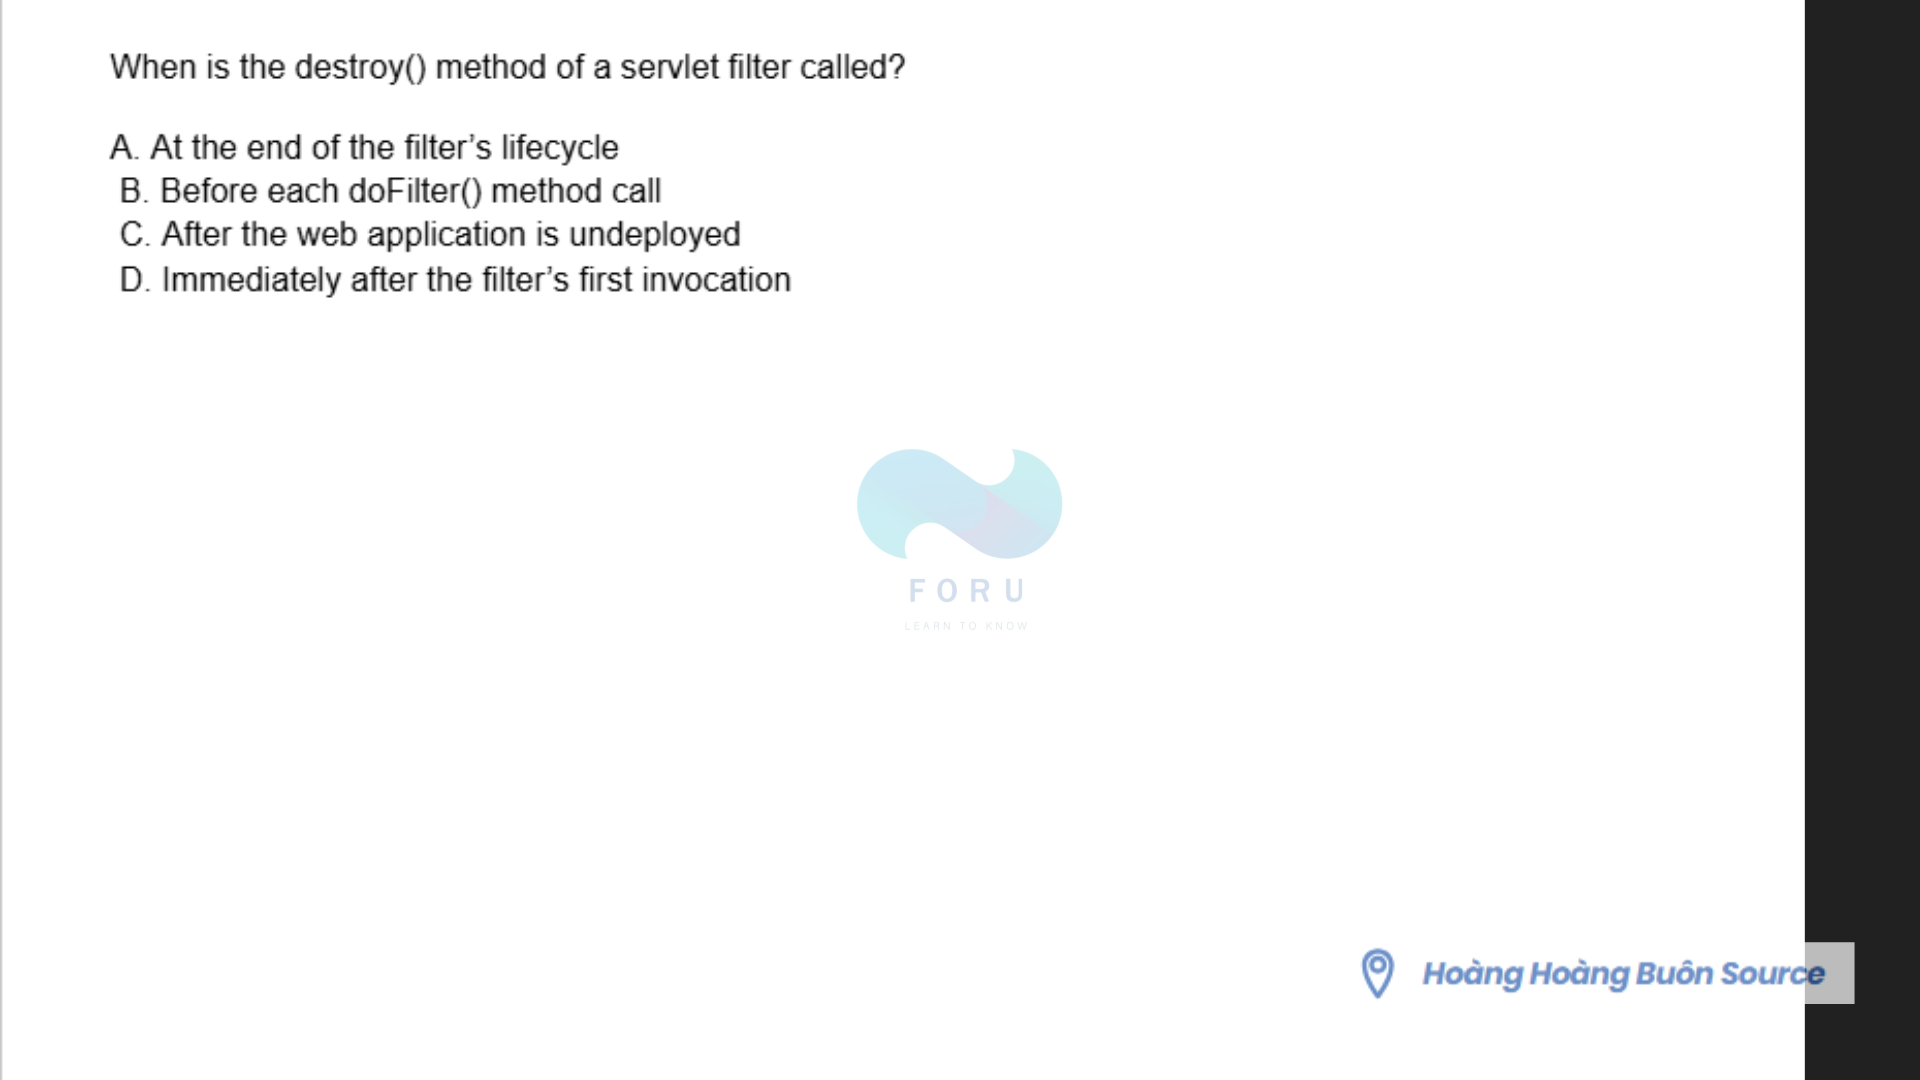 When is the destroy() method of a servlet filter called?
A. At the end of the filter’s lifecycle
B. Before each doFilter() method call
C. After the web application is undeployed
D. Immediately after the filter’s first invocation
FORU
LEARN TO KNOW
Hoàng Hoàng Buôn Source